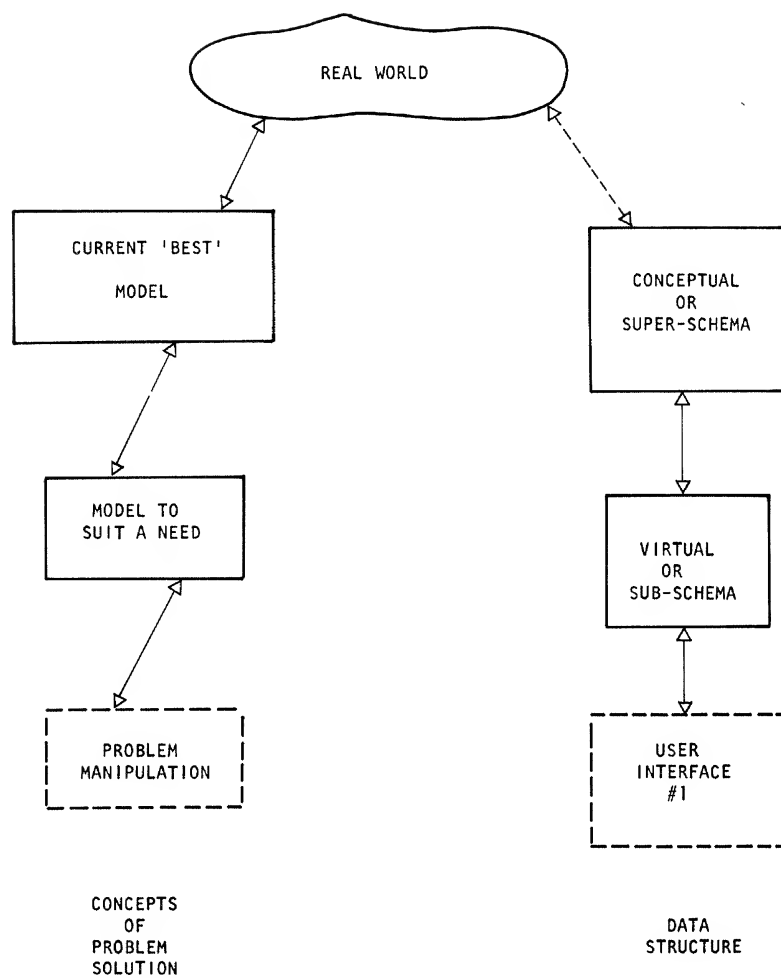 REAL WORLD
CURRENT 'BEST'
MODEL
CONCEPTUAL
OR
SUPER-SCHEMA
MODEL TO
SUIT A NEED
VIRTUAL
OR
SUB-SCHEMA
PROBLEM
MANIPULATION
USER
INTERFACE
#1
CONCEPTS
OF
PROBLEM
SOLUTION
DATA
STRUCTURE